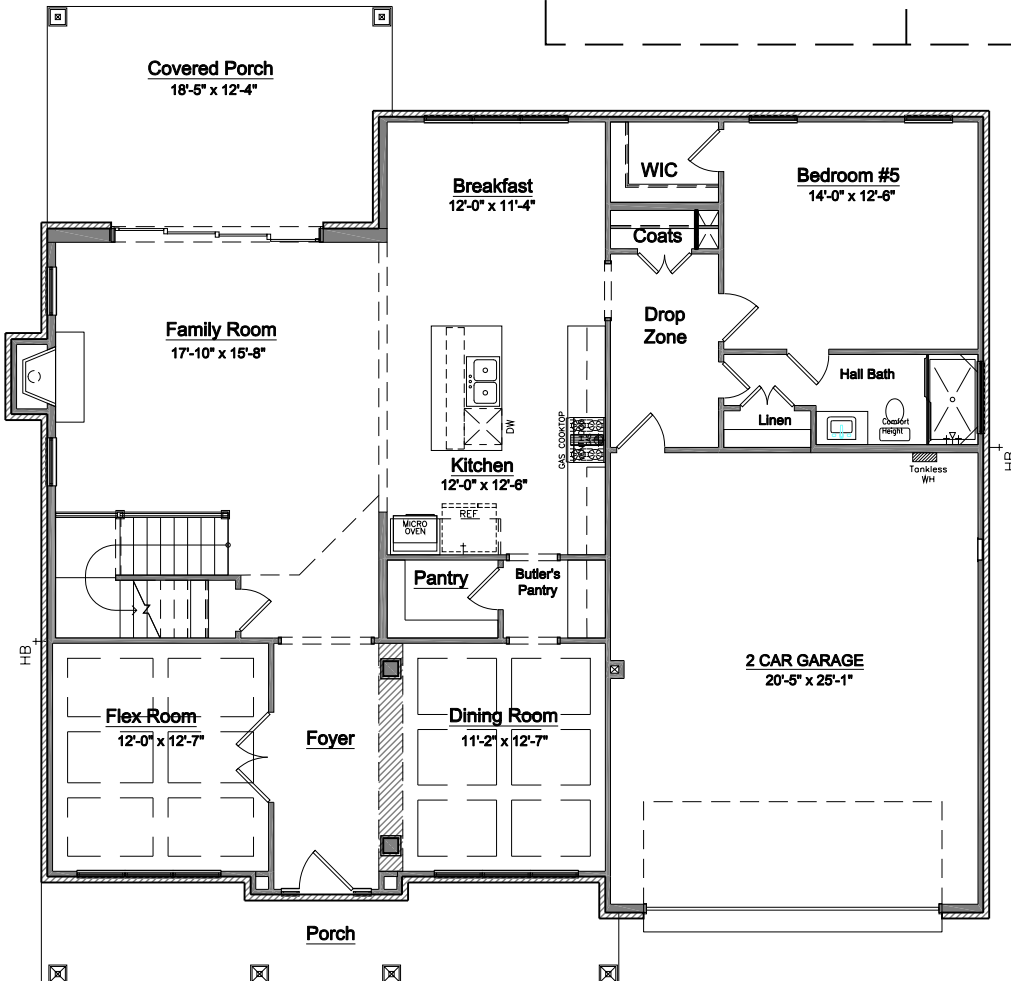 Covered Porch
18'-5" x 12'-4"
Breakfast
12'-0" x 11'-4"
WIC
Bedroom #5
14'-0" x 12'-6"
Coats
Drop
Zone
Family Room
17'-10" x 15'-8"
Hall Bath
Linen
Comfort
Height
DW
GAS COOKTOP
Kitchen
12'-0" x 12'-6"
Tankless
WH
HB
MICRO
OVEN
REF
Pantry
Butler's
Pantry
HB
2 CAR GARAGE
20'-5" x 25'-1"
Flex Room
12'-0" x 12'-7"
Foyer
Dining Room
11'-2" x 12'-7"
Porch